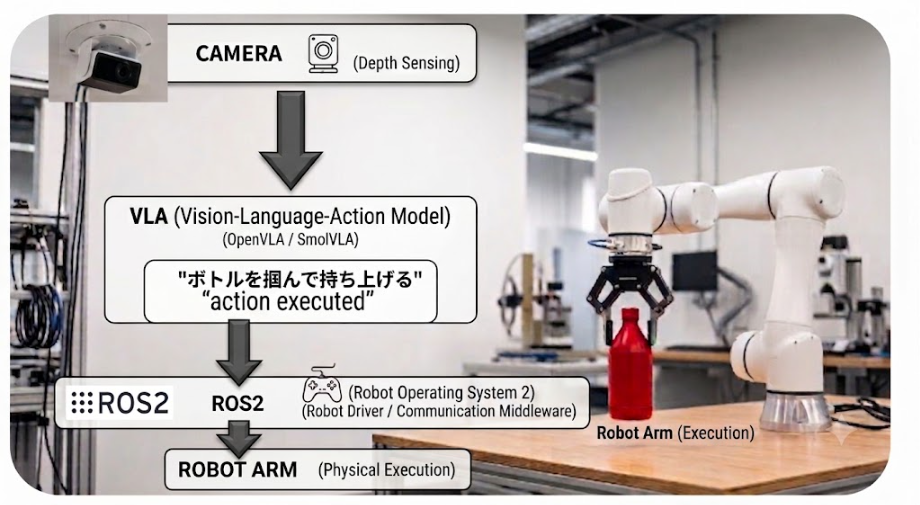 CAMERA (Depth Sensing)
VLA (Vision-Language-Action Model)
(OpenVLA / SmolVLA)
"ボトルを掴んで持ち上げる"
“action executed”
ROS2 ROS2 (Robot Operating System 2)
(Robot Driver / Communication Middleware)
Robot Arm (Execution)
ROBOT ARM (Physical Execution)